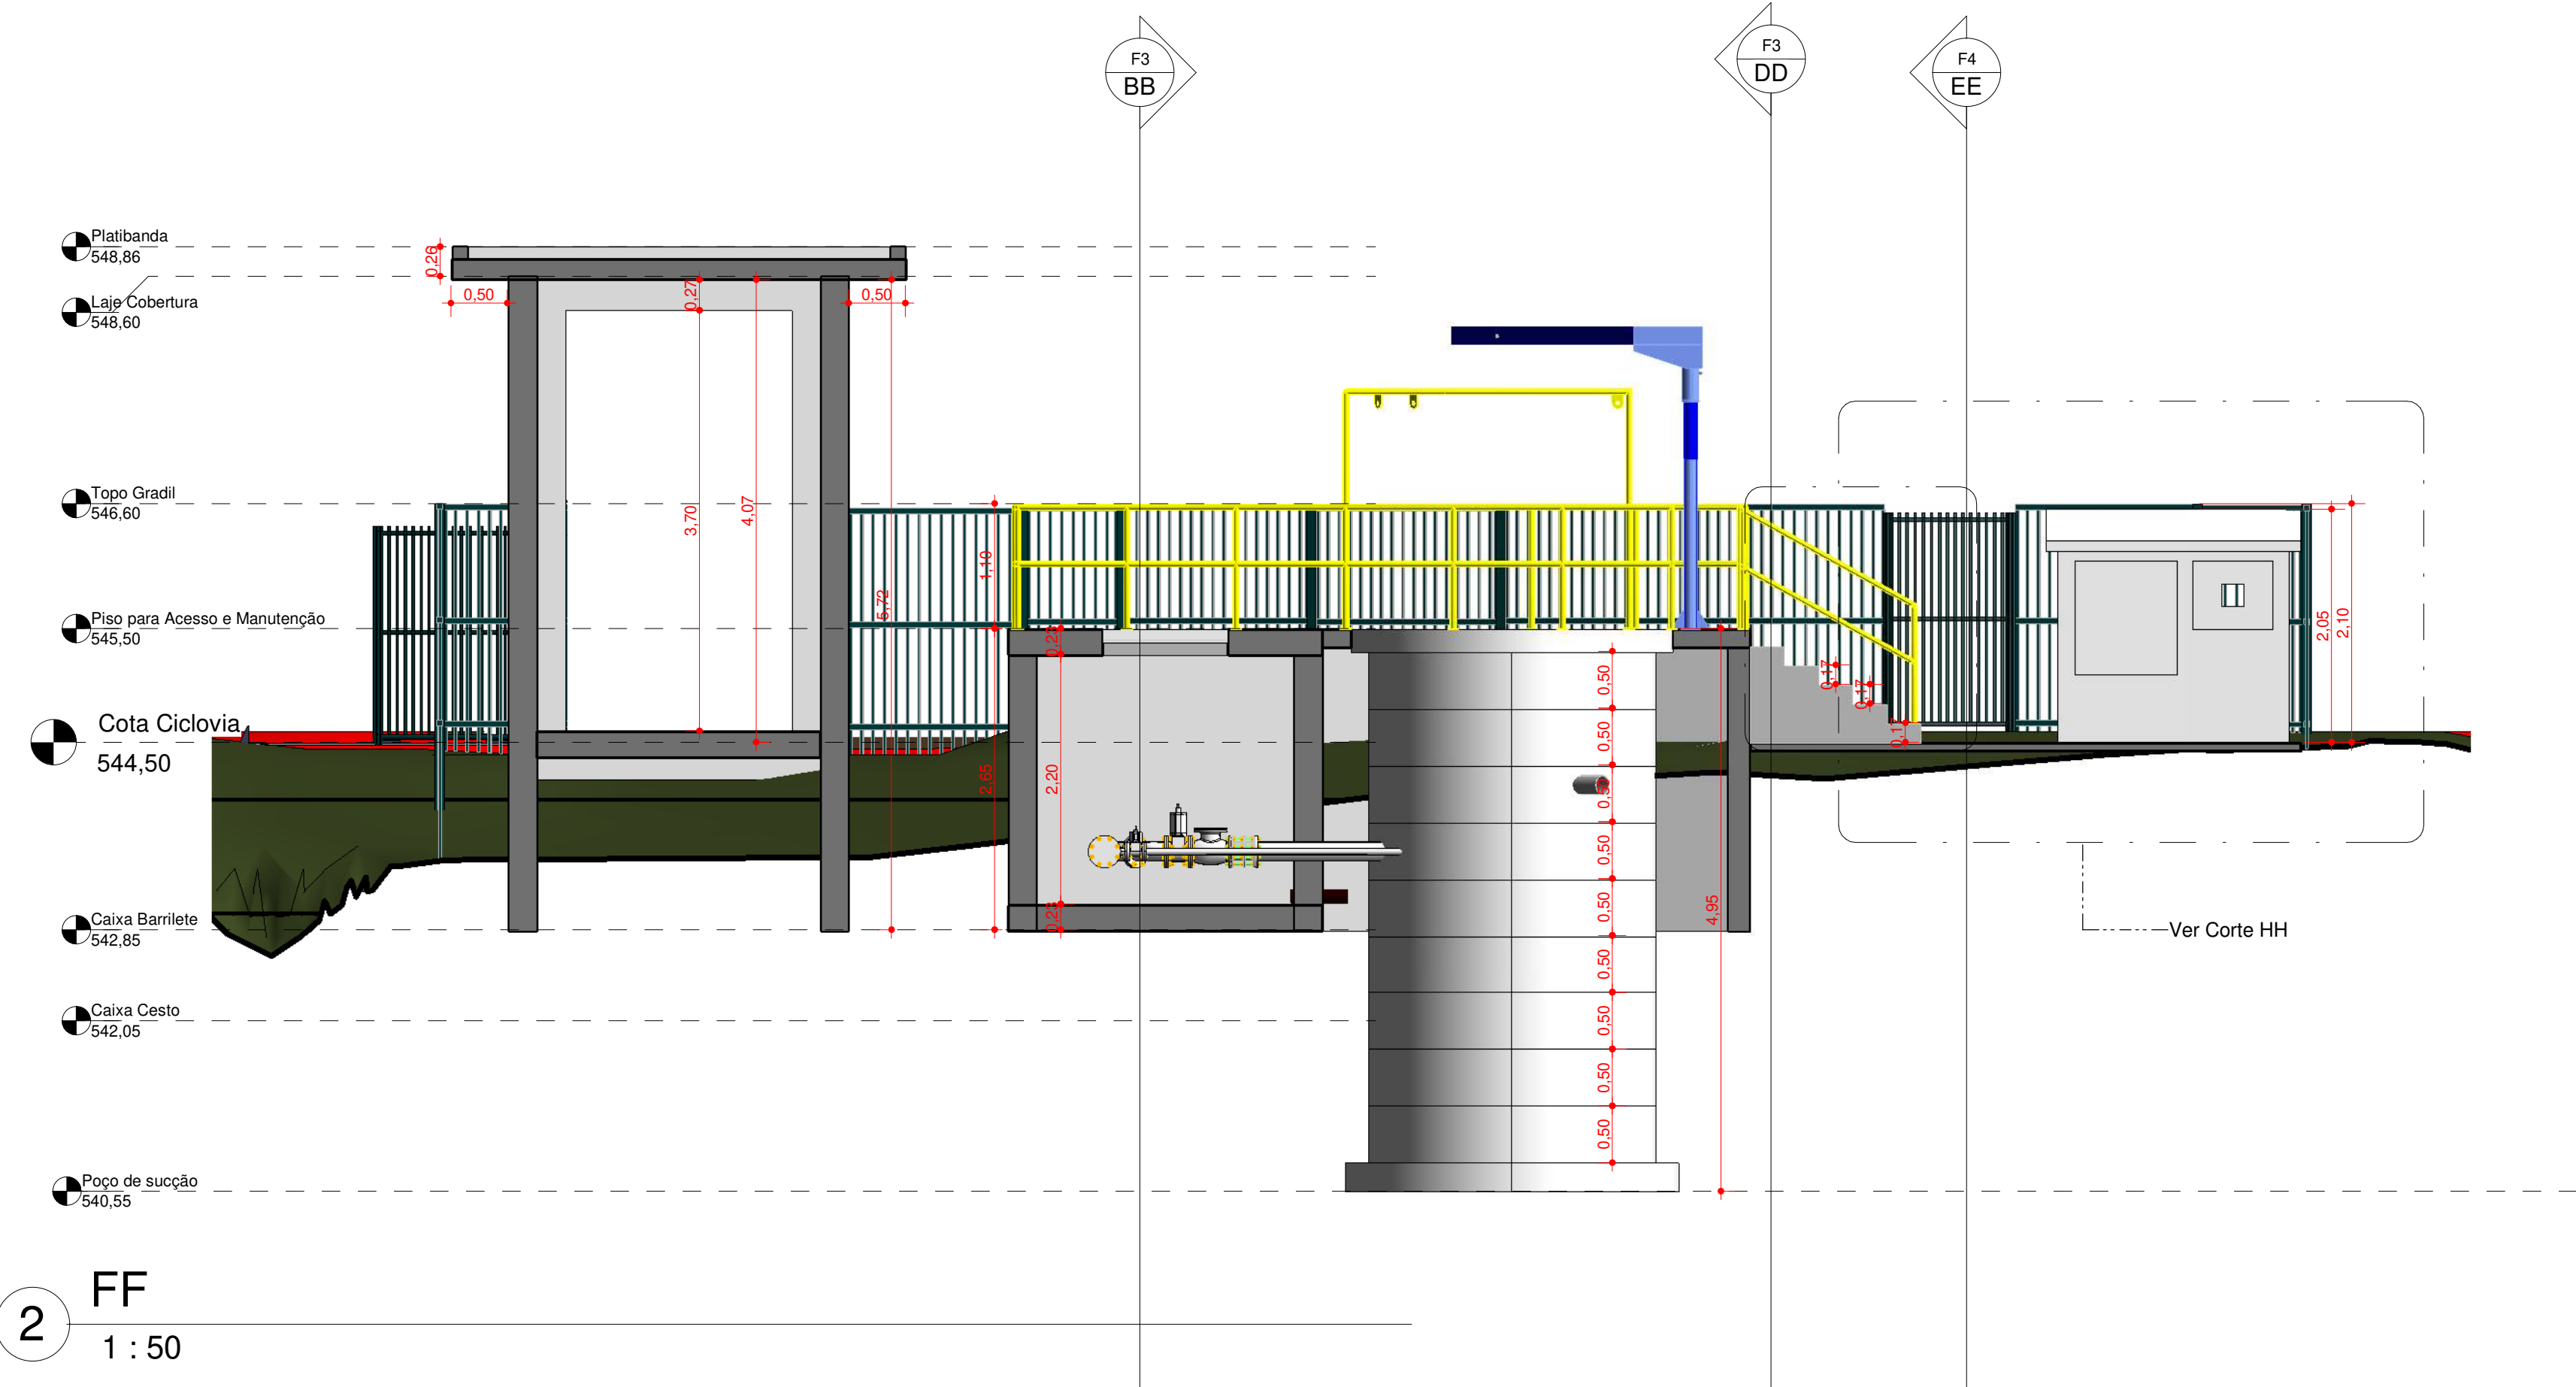 F3
BB
F3
DD
F4
EE
Platibanda
548,86
Laje Cobertura
548,60
Topo Gradil
546,60
Piso para Acesso e Manutenção
545,50
Cota Ciclovia
544,50
Caixa Barrilete
542,85
Caixa Cesto
542,05
Poço de sucção
540,55
0,26
0,50
0,27
0,50
3,70
4,07
5,72
1,10
2,65
0,23
2,20
0,23
0,50
0,50
0,50
0,50
0,50
0,50
0,50
0,50
0,50
4,95
0,17
0,17
0,17
2,05
2,10
Ver Corte HH
2
FF
1 : 50